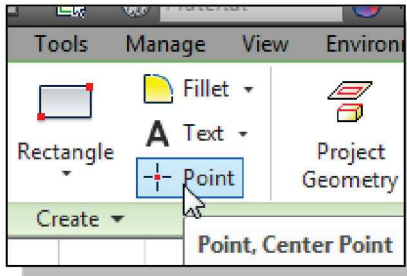 Tools Manage View Environ
Fillet
Rectangle
A Text
Point
Project
Geometry
Create
Point, Center Point